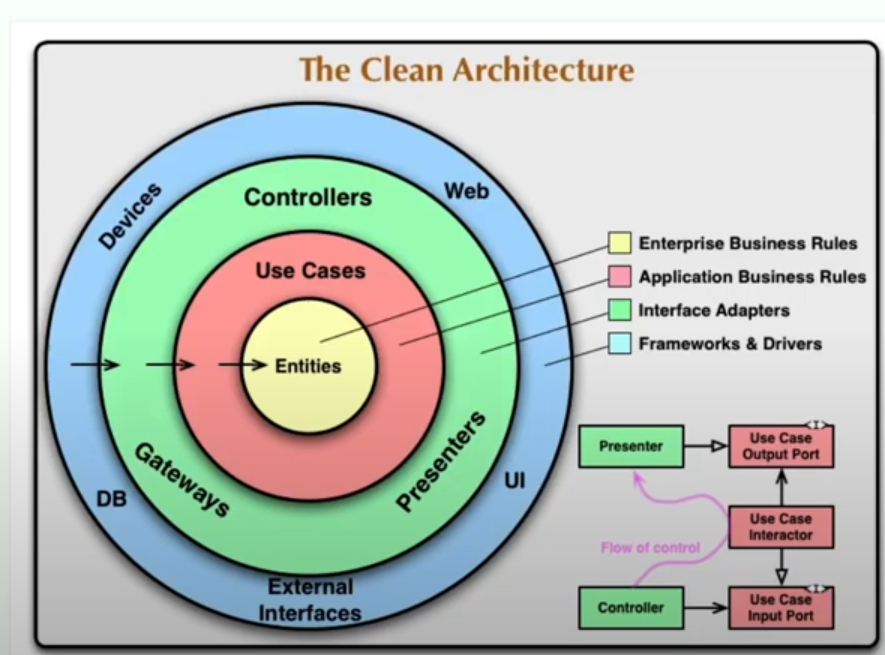 The Clean Architecture
Devices
Web
Controllers
Use Cases
Entities
Gateways
Presenters
DB
UI
External
Interfaces
Enterprise Business Rules
Application Business Rules
Interface Adapters
Frameworks & Drivers
Presenter
Use Case
Output Port
Use Case
Interactor
Flow of control
Controller
Use Case
Input Port